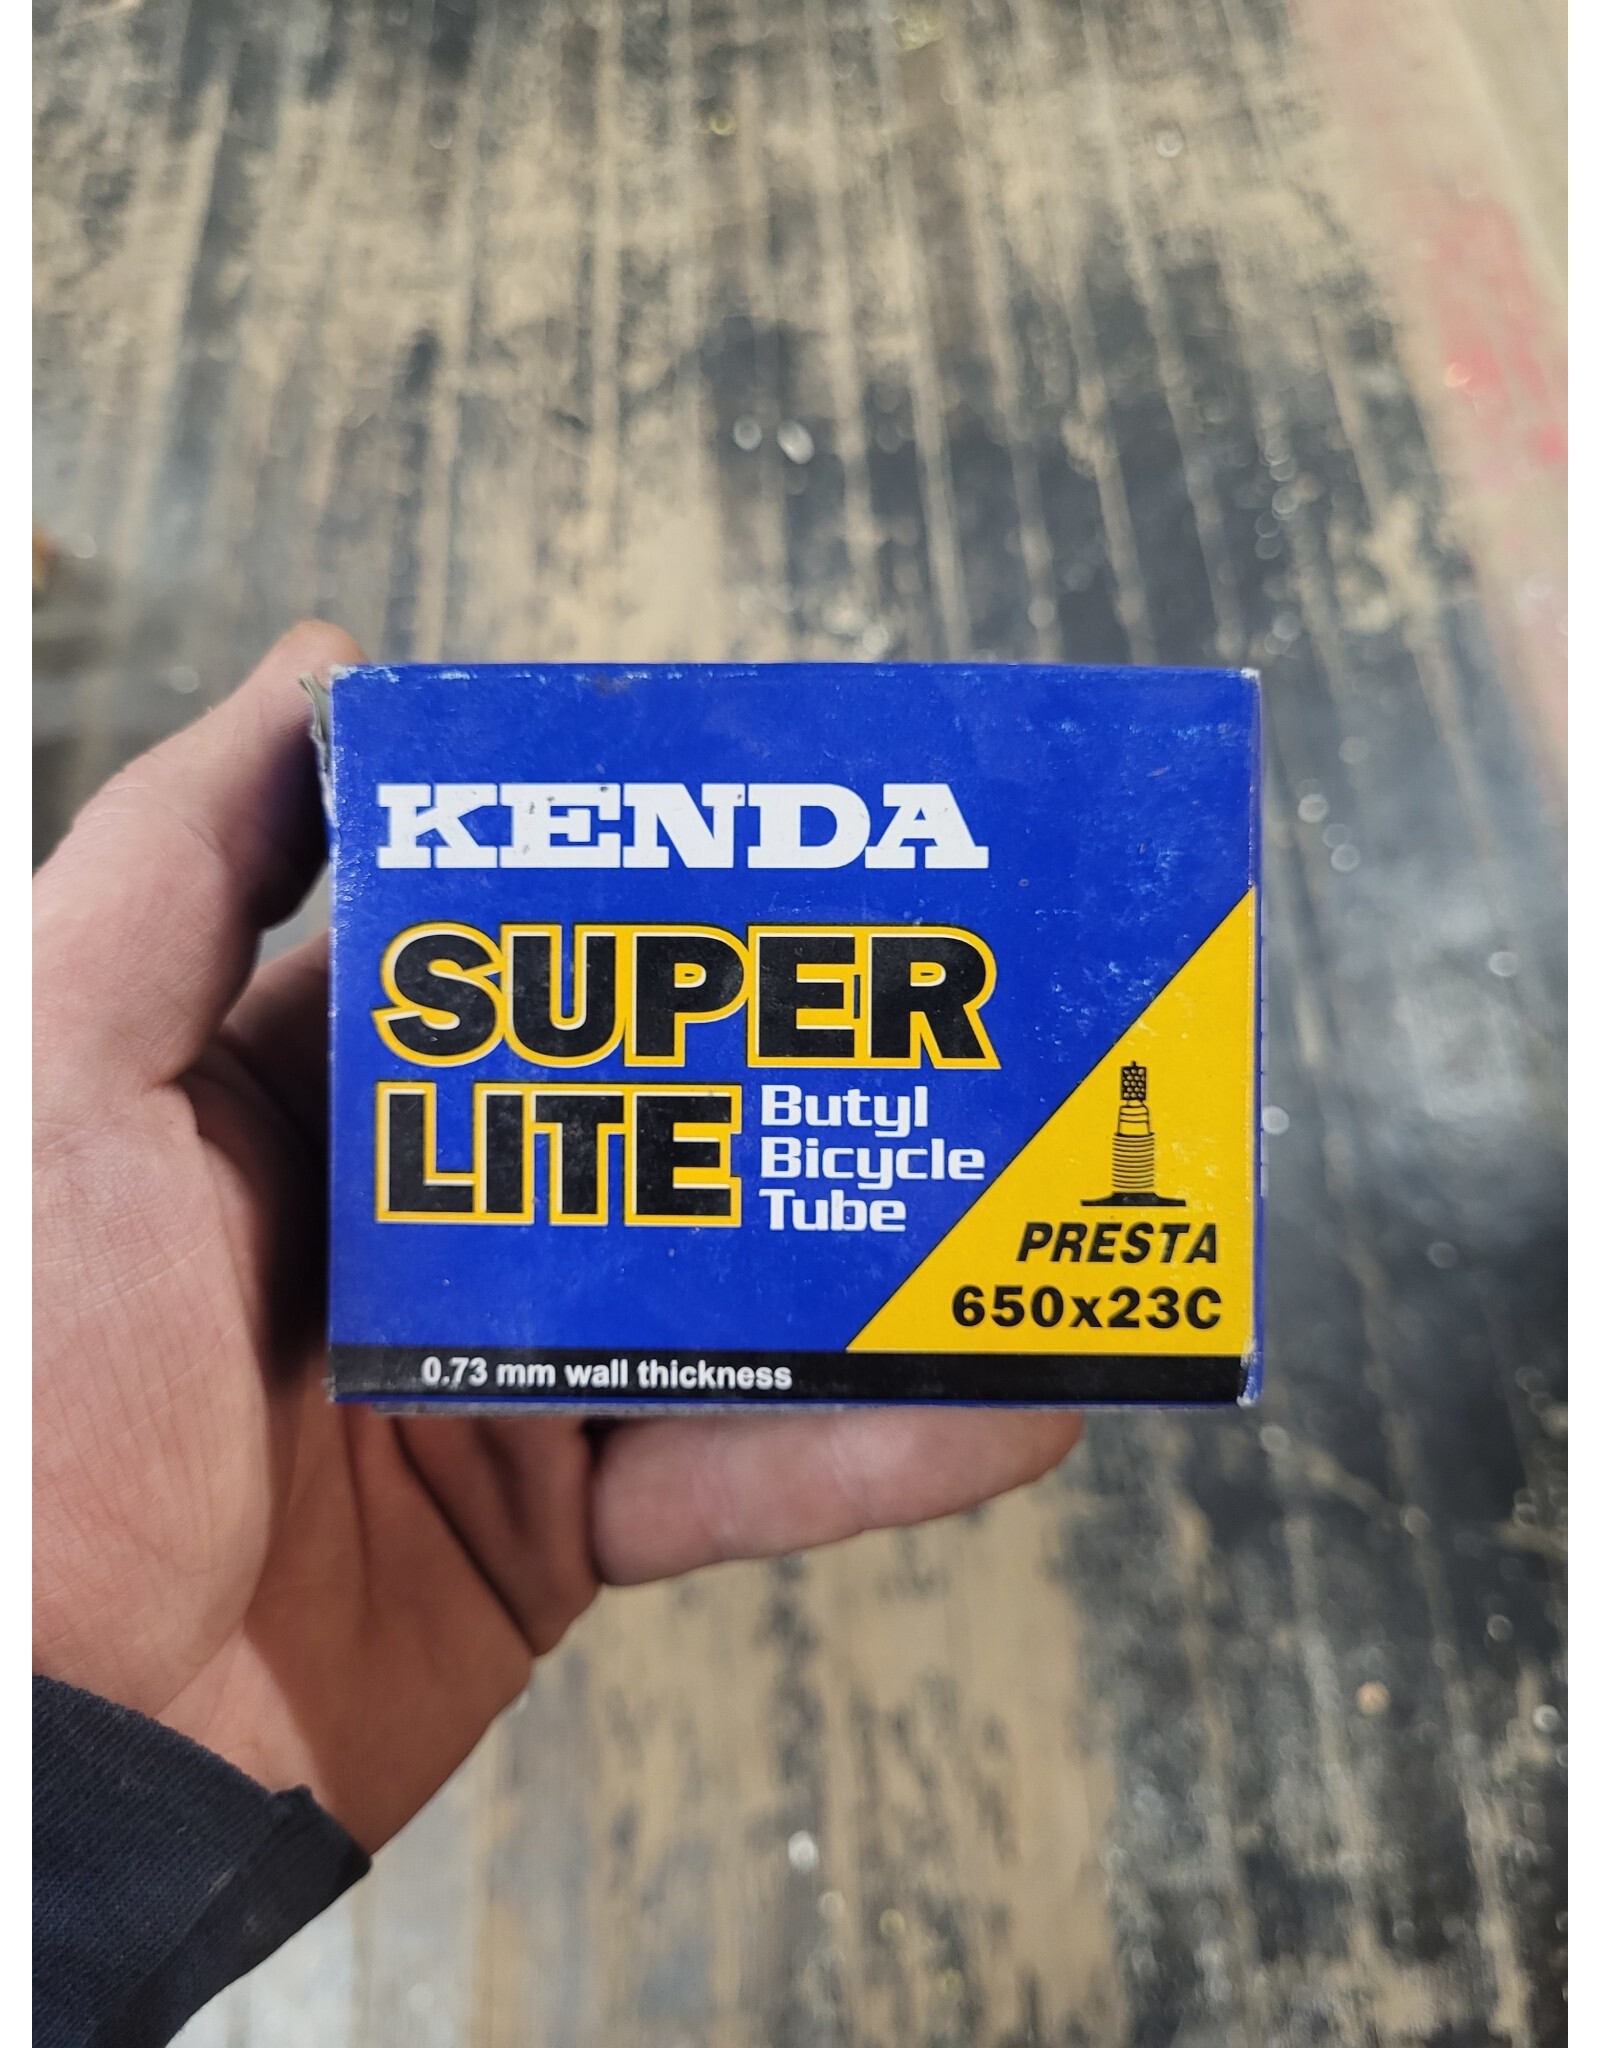 KENDA
SUPER
LITE
Butyl
Bicycle
Tube
PRESTA
650x23C
0.73 mm wall thickness